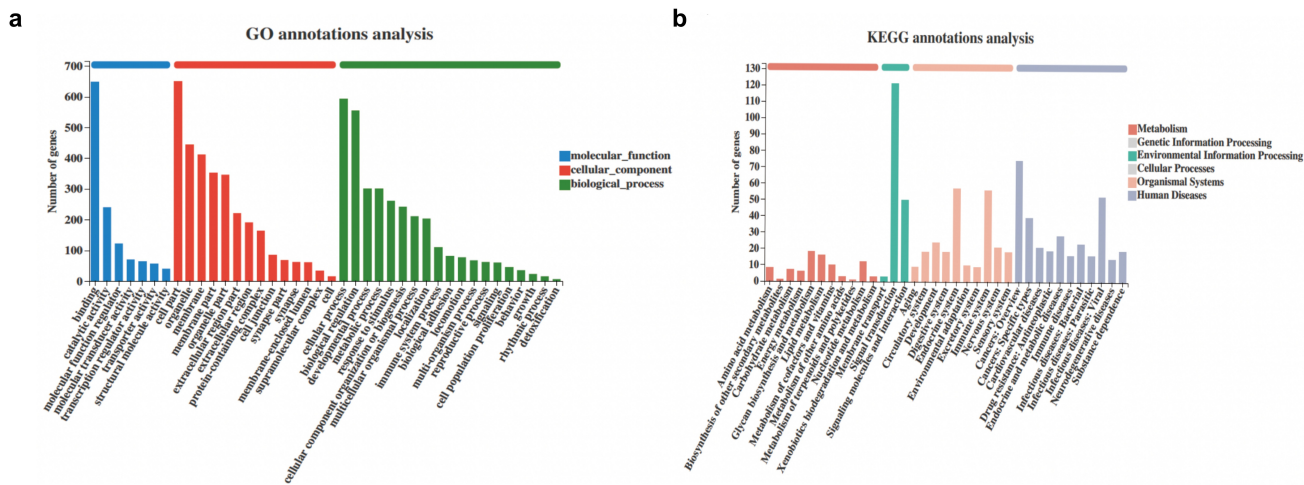 a
GO annotations analysis
Number of genes
700
600
500
400
300
200
100
0
binding
catalytic activity
molecular function regulator
molecular transducer activity
transcription regulator activity
transporter activity
structural molecule activity
cell part
organelle
membrane
membrane part
organelle part
extracellular region part
extracellular region
protein-containing complex
cell junction
synapse part
synapse
membrane-enclosed lumen
supramolecular complex
cell
cellular process
biological regulation
developmental process
metabolic process
response to stimulus
cellular component organization or biogenesis
multicellular organismal process
localization
immune system process
biological adhesion
locomotion
multi-organism process
reproductive process
signaling
cell population proliferation
behavior
growth
rhythmic process
detoxification
molecular_function
cellular_component
biological_process
b
KEGG annotations analysis
Number of genes
130
120
110
100
90
80
70
60
50
40
30
20
10
0
Amino acid metabolism
Biosynthesis of other secondary metabolites
Carbohydrate metabolism
Energy metabolism
Glycan biosynthesis and metabolism
Lipid metabolism
Metabolism of cofactors and vitamins
Metabolism of other amino acids
Metabolism of terpenoids and polyketides
Nucleotide metabolism
Xenobiotics biodegradation and metabolism
Membrane transport
Signal transduction
Signaling molecules and interaction
Aging
Circulatory system
Development
Digestive system
Endocrine system
Environmental adaptation
Excretory system
Immune system
Nervous system
Sensory system
Cancers: Overview
Cancers: Specific types
Cardiovascular diseases
Drug resistance: Antineoplastic
Endocrine and metabolic diseases
Immune diseases
Infectious diseases: Bacterial
Infectious diseases: Parasitic
Infectious diseases: Viral
Neurodegenerative diseases
Substance dependence
Metabolism
Genetic Information Processing
Environmental Information Processing
Cellular Processes
Organismal Systems
Human Diseases